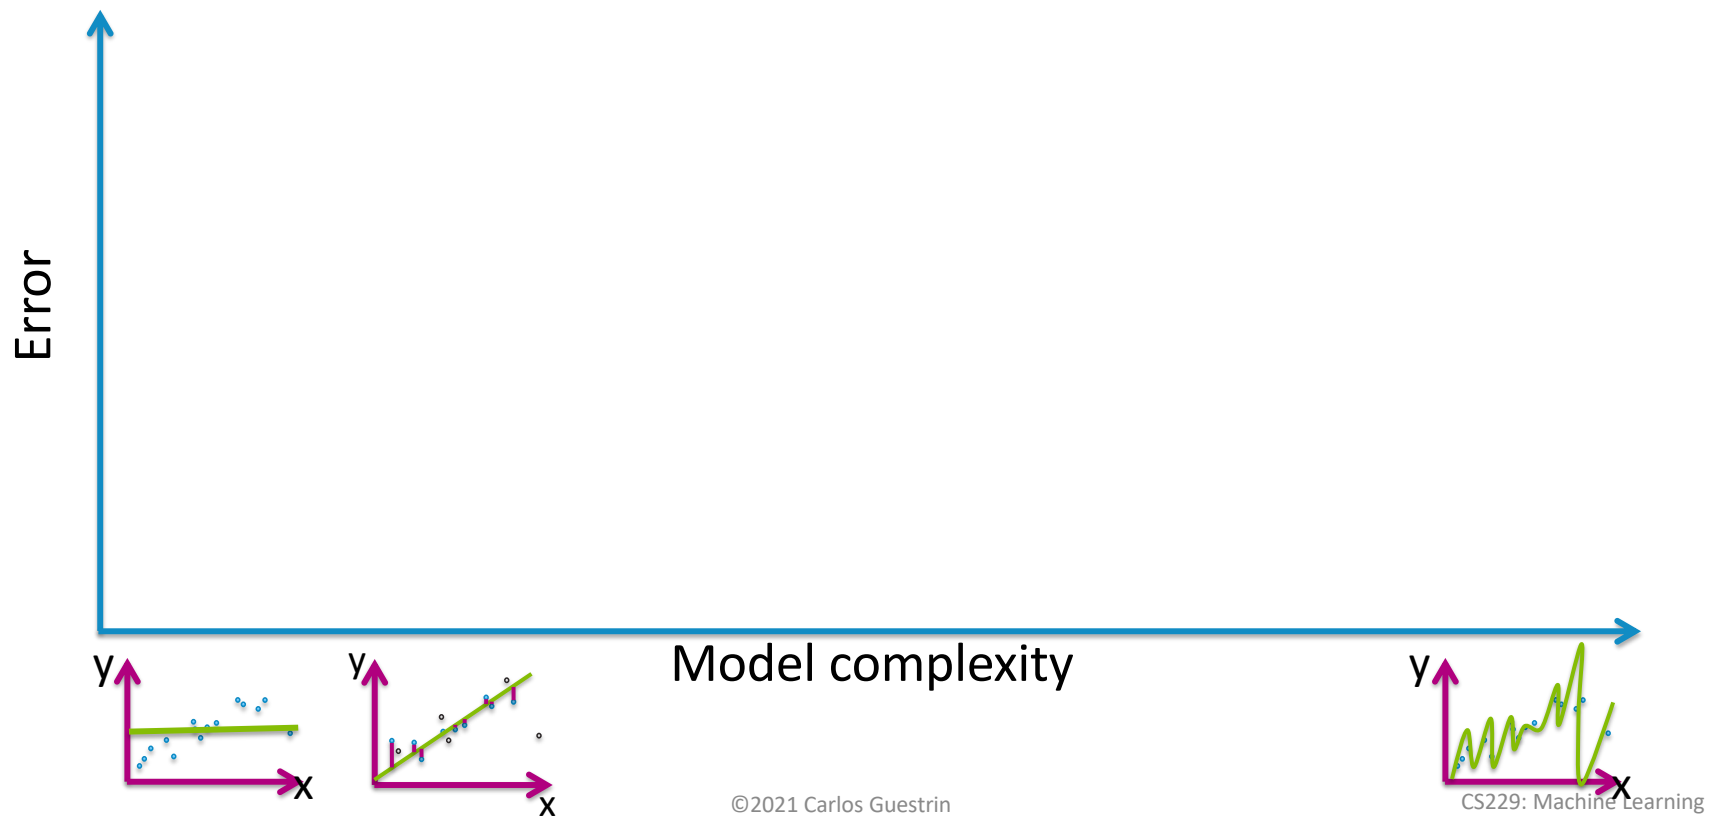 Error
Model complexity
y
x
y
x
y
x
©2021 Carlos Guestrin
CS229: Machine Learning